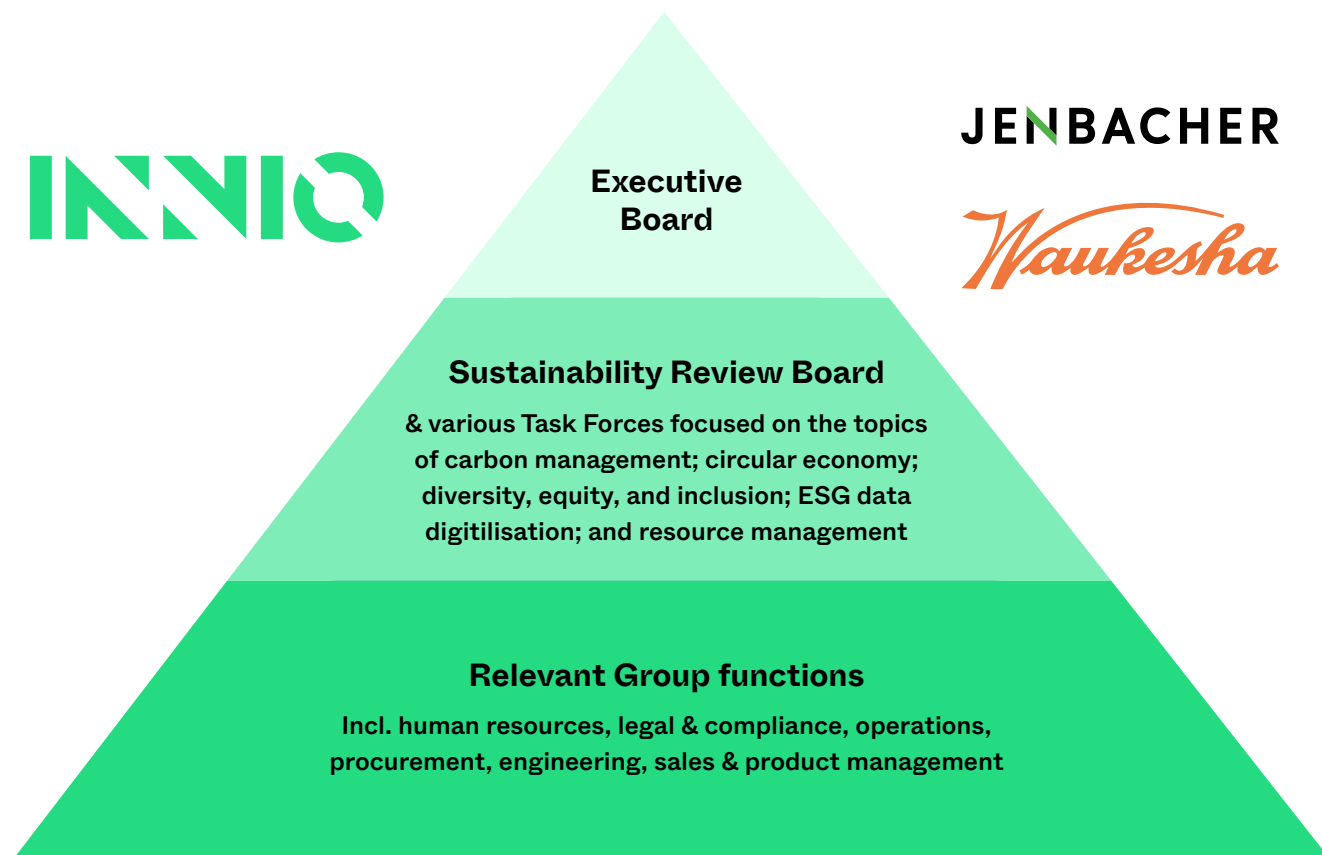 INNIO
JENBACHER
Waukesha
Executive
Board
Sustainability Review Board
& various Task Forces focused on the topics
of carbon management; circular economy;
diversity, equity, and inclusion; ESG data
digitilisation; and resource management
Relevant Group functions
Incl. human resources, legal & compliance, operations,
procurement, engineering, sales & product management